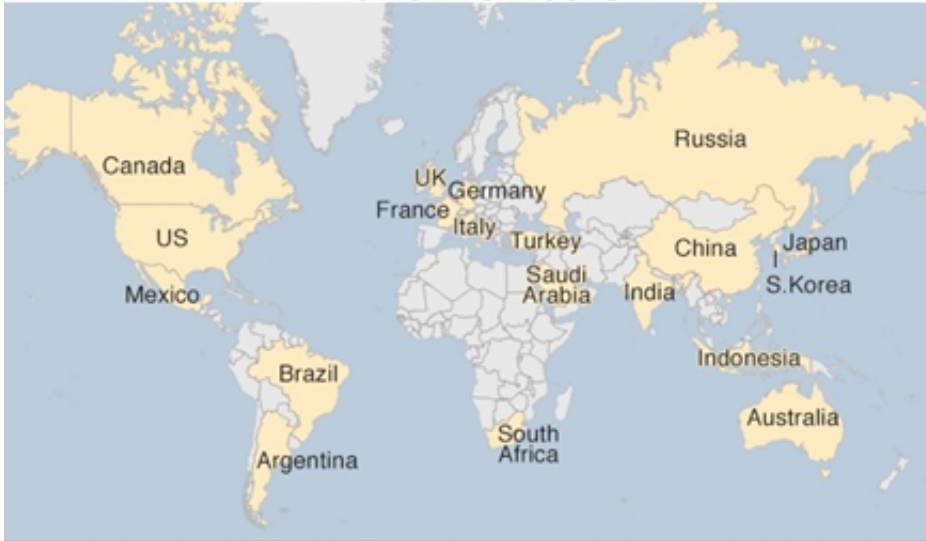 Russia
Canada
UK
Germany
France
Italy
US
Turkey
China
Japan
Saudi
Arabia
India
S.Korea
Mexico
Indonesia
Brazil
Australia
South
Africa
Argentina